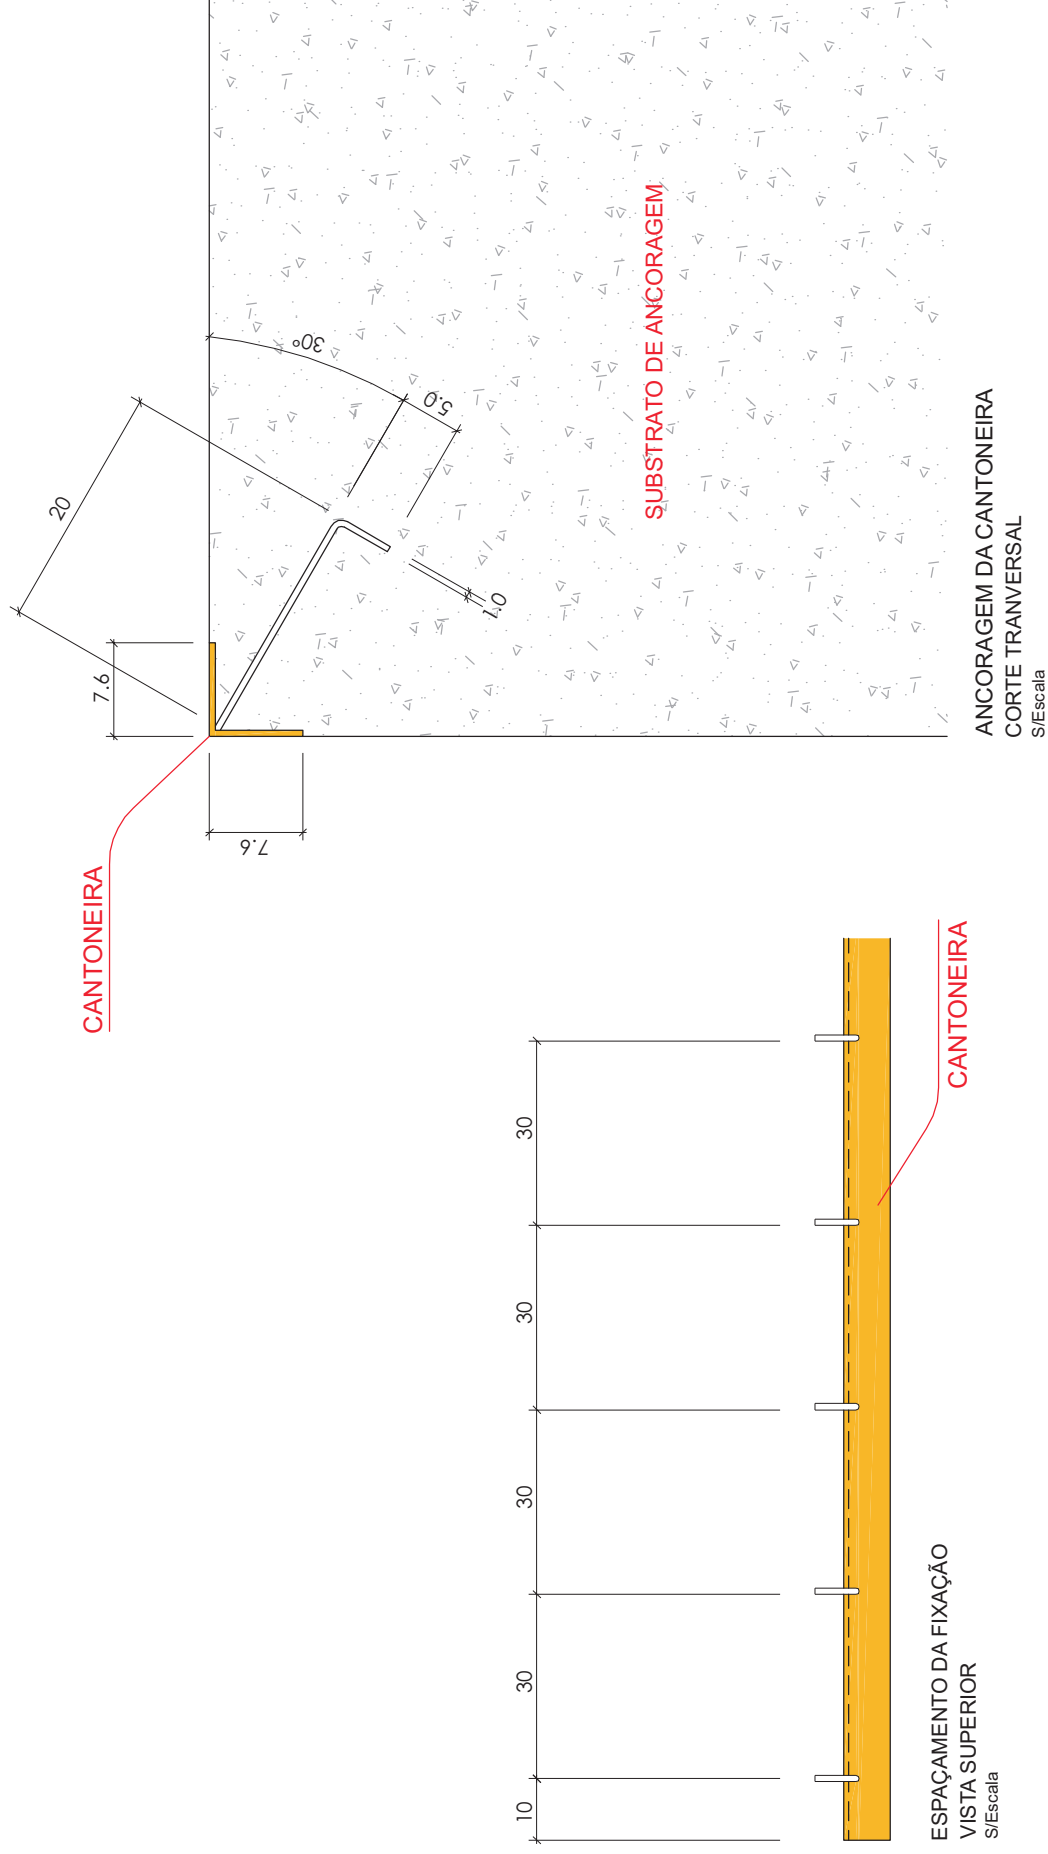 CANTONEIRA
7.6
7.6
20
30°
5.0
1.0
SUBSTRATO DE ANCORAGEM
ANCORAGEM DA CANTONEIRA
CORTE TRANVERSAL
S/Escala
10
30
30
30
30
CANTONEIRA
ESPAÇAMENTO DA FIXAÇÃO
VISTA SUPERIOR
S/Escala